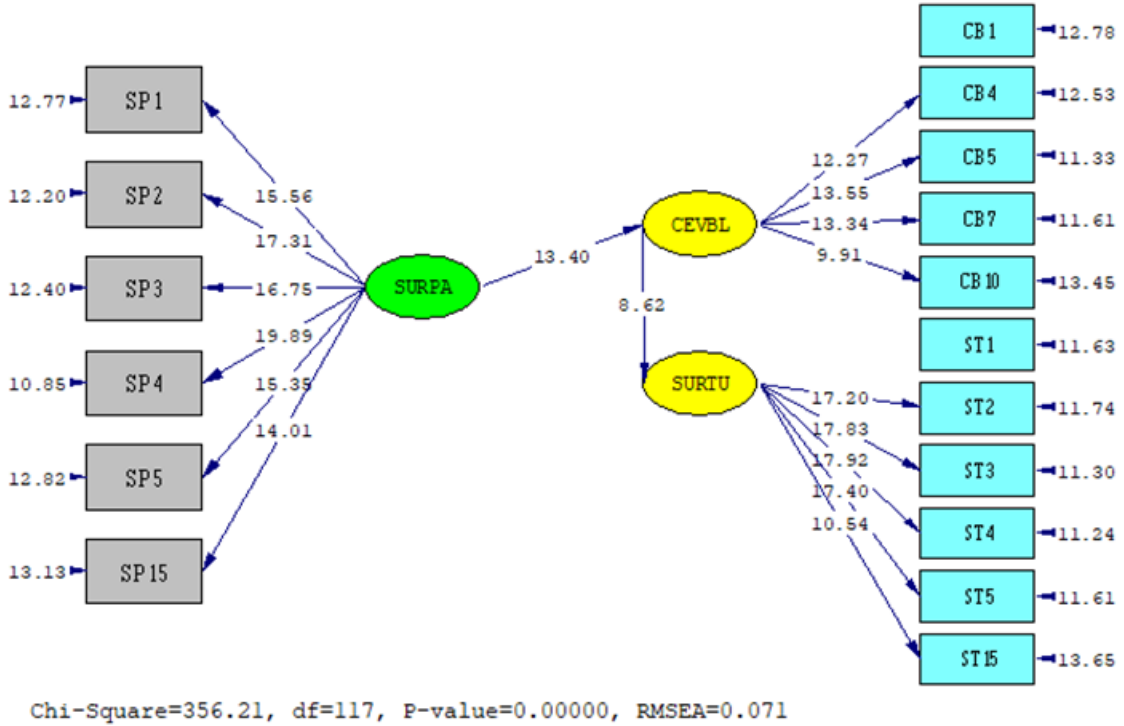 12.77 SP1
12.20 SP2
12.40 SP3
10.85 SP4
12.82 SP5
13.13 SP15
15.56
17.31
16.75
19.89
15.35
14.01
SURPA
13.40
CEVBL
8.62
SURTU
12.27
13.55
13.34
9.91
17.20
17.83
17.92
17.40
10.54
CB1 12.78
CB4 12.53
CB5 11.33
CB7 11.61
CB10 13.45
ST1 11.63
ST2 11.74
ST3 11.30
ST4 11.24
ST5 11.61
ST15 13.65
Chi-Square=356.21, df=117, P-value=0.00000, RMSEA=0.071